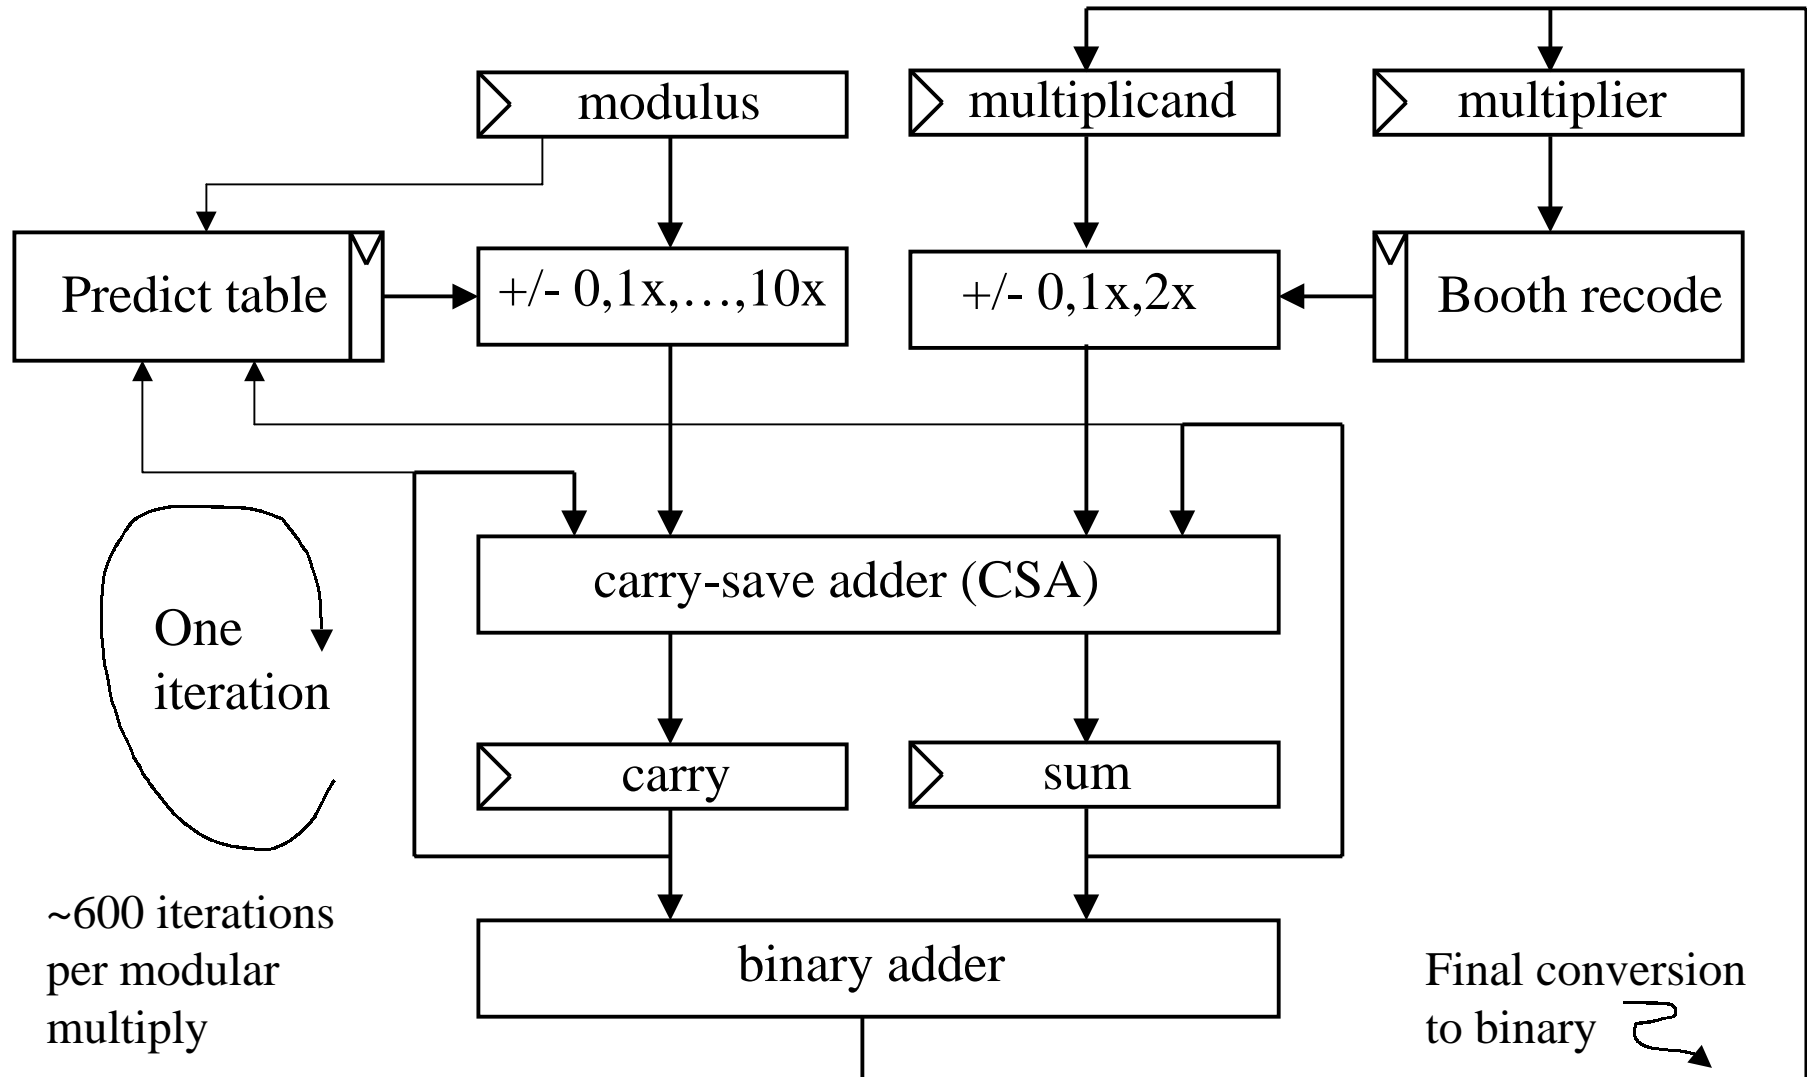 modulus
multiplicand
multiplier
Predict table
+/- 0,1x,…,10x
+/- 0,1x,2x
Booth recode
carry-save adder (CSA)
One
iteration
carry
sum
~600 iterations
per modular
multiply
binary adder
Final conversion
to binary